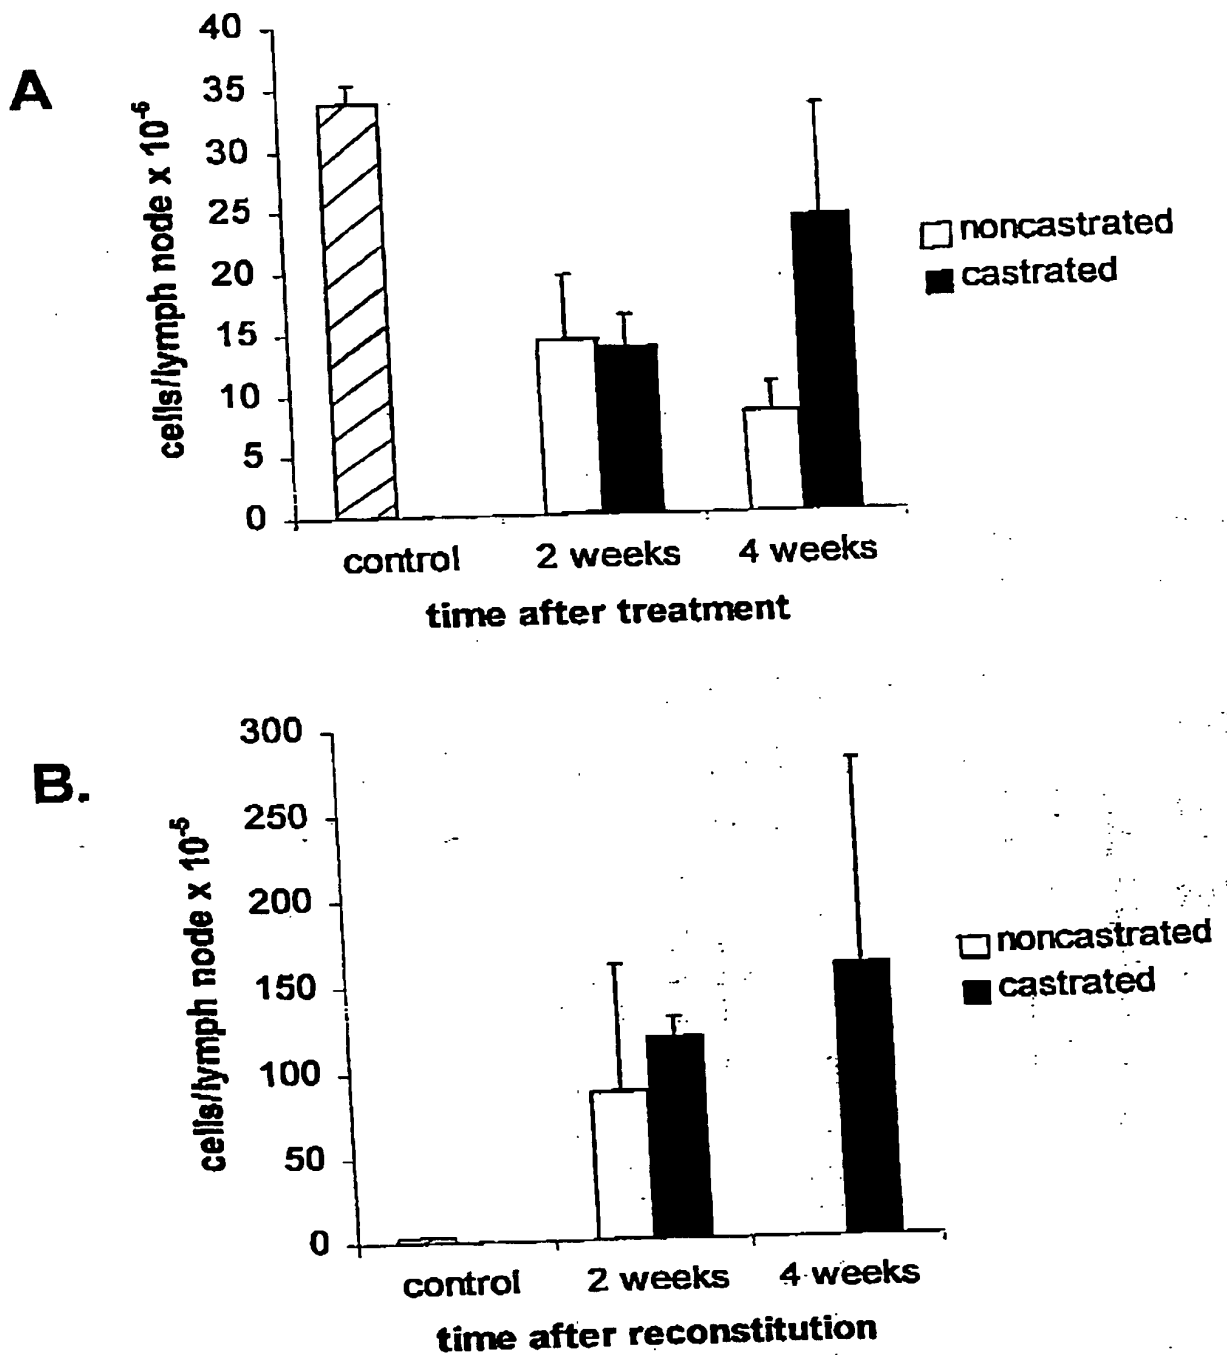 A
cells/lymph node x 10-6
40
35
30
25
20
15
10
5
0
control 2 weeks 4 weeks
time after treatment
noncastrated
castrated
B.
cells/lymph node x 10-5
300
250
200
150
100
50
0
control 2 weeks 4 weeks
time after reconstitution
noncastrated
castrated